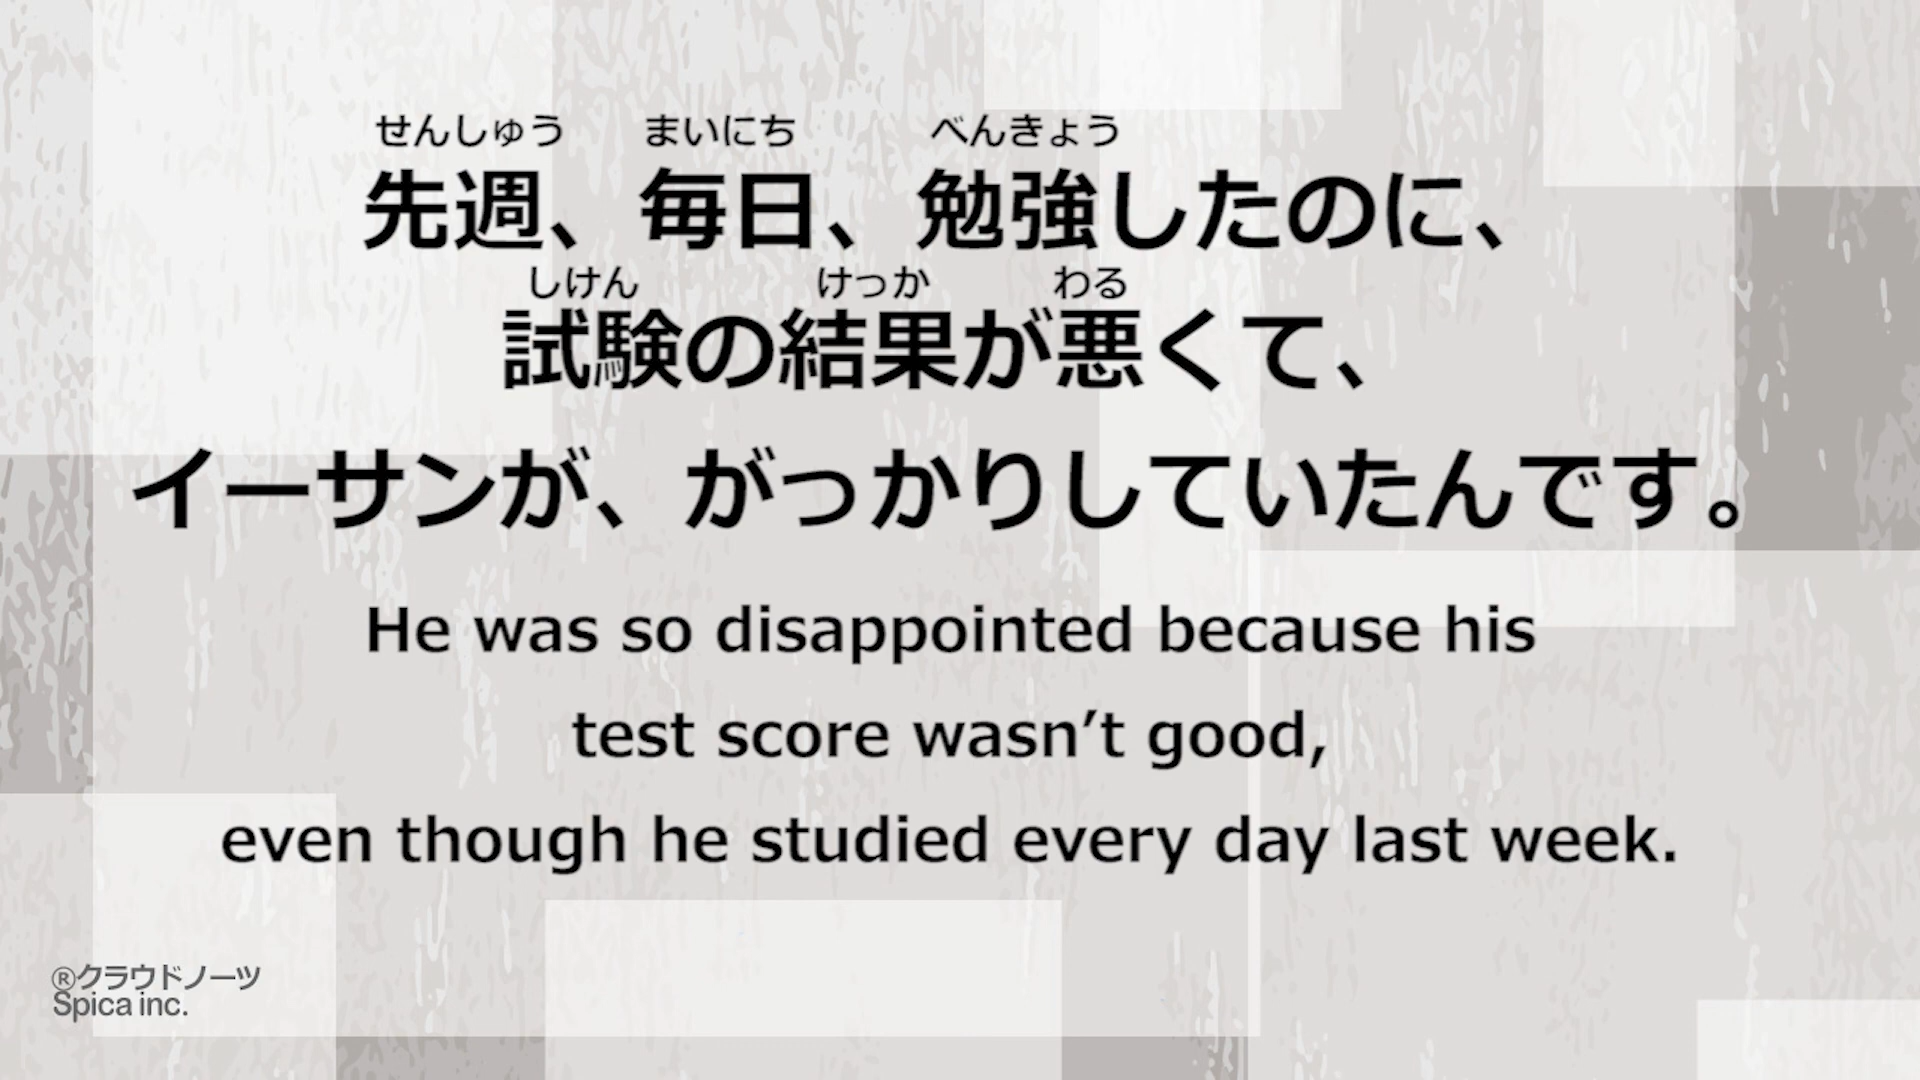 せんしゅう まいにち べんきょう
先週、毎日、勉強したのに、
しけん けっか わる
試験の結果が悪くて、
イーサンが、がっかりしていたんです。
He was so disappointed because his
test score wasn’t good,
even though he studied every day last week.
®クラウドノーツ
Spica inc.